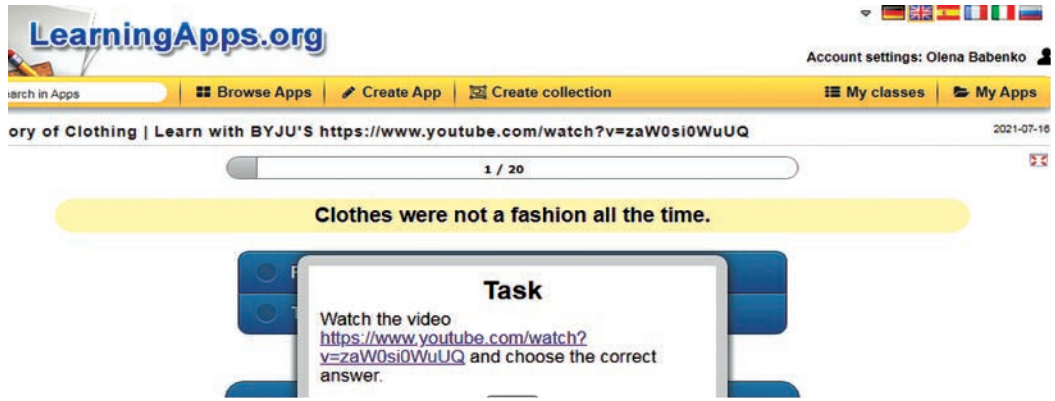 LearningApps.org
Account settings: Olena Babenko
arch in Apps
Browse Apps
Create App
Create collection
My classes
My Apps
ory of Clothing | Learn with BYJU'S https://www.youtube.com/watch?v=zaW0si0WuUQ
2021-07-16
1 / 20
Clothes were not a fashion all the time.
F
T
Task
Watch the video
https://www.youtube.com/watch?
v=zaW0si0WuUQ and choose the correct
answer.